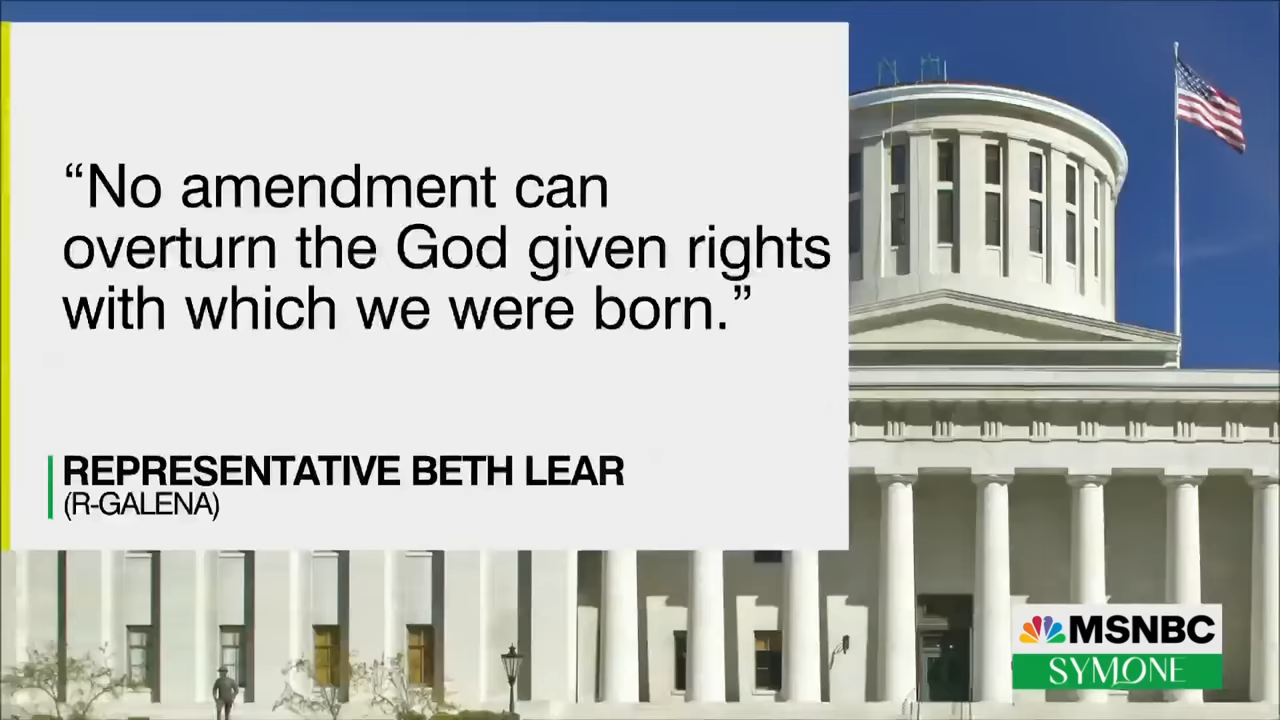 “No amendment can
overturn the God given rights
with which we were born.”
REPRESENTATIVE BETH LEAR
(R-GALENA)
MSNBC
SYMONE